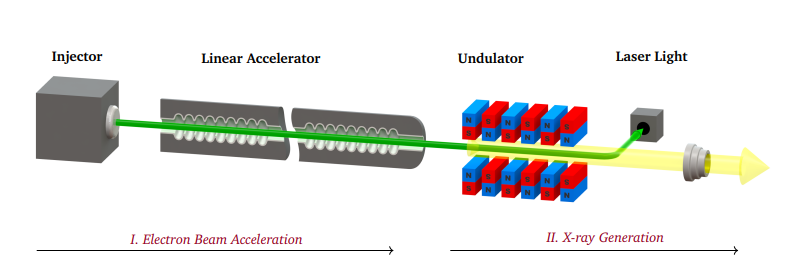 Injector
Linear Accelerator
Undulator
Laser Light
N S N S N S
S N S N S
N S N S N S
S N S N S N
I. Electron Beam Acceleration
II. X-ray Generation